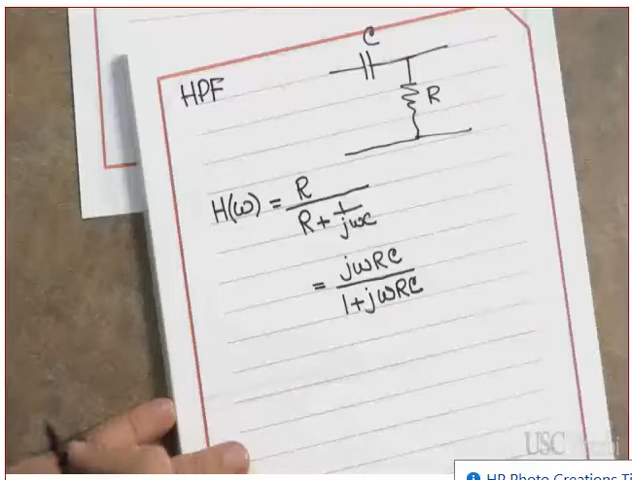 C
HPF
R
H(ω) = R / (R + 1/jωC)
= jωRC / (1+jωRC)
USC
HP Photo Creations Ti